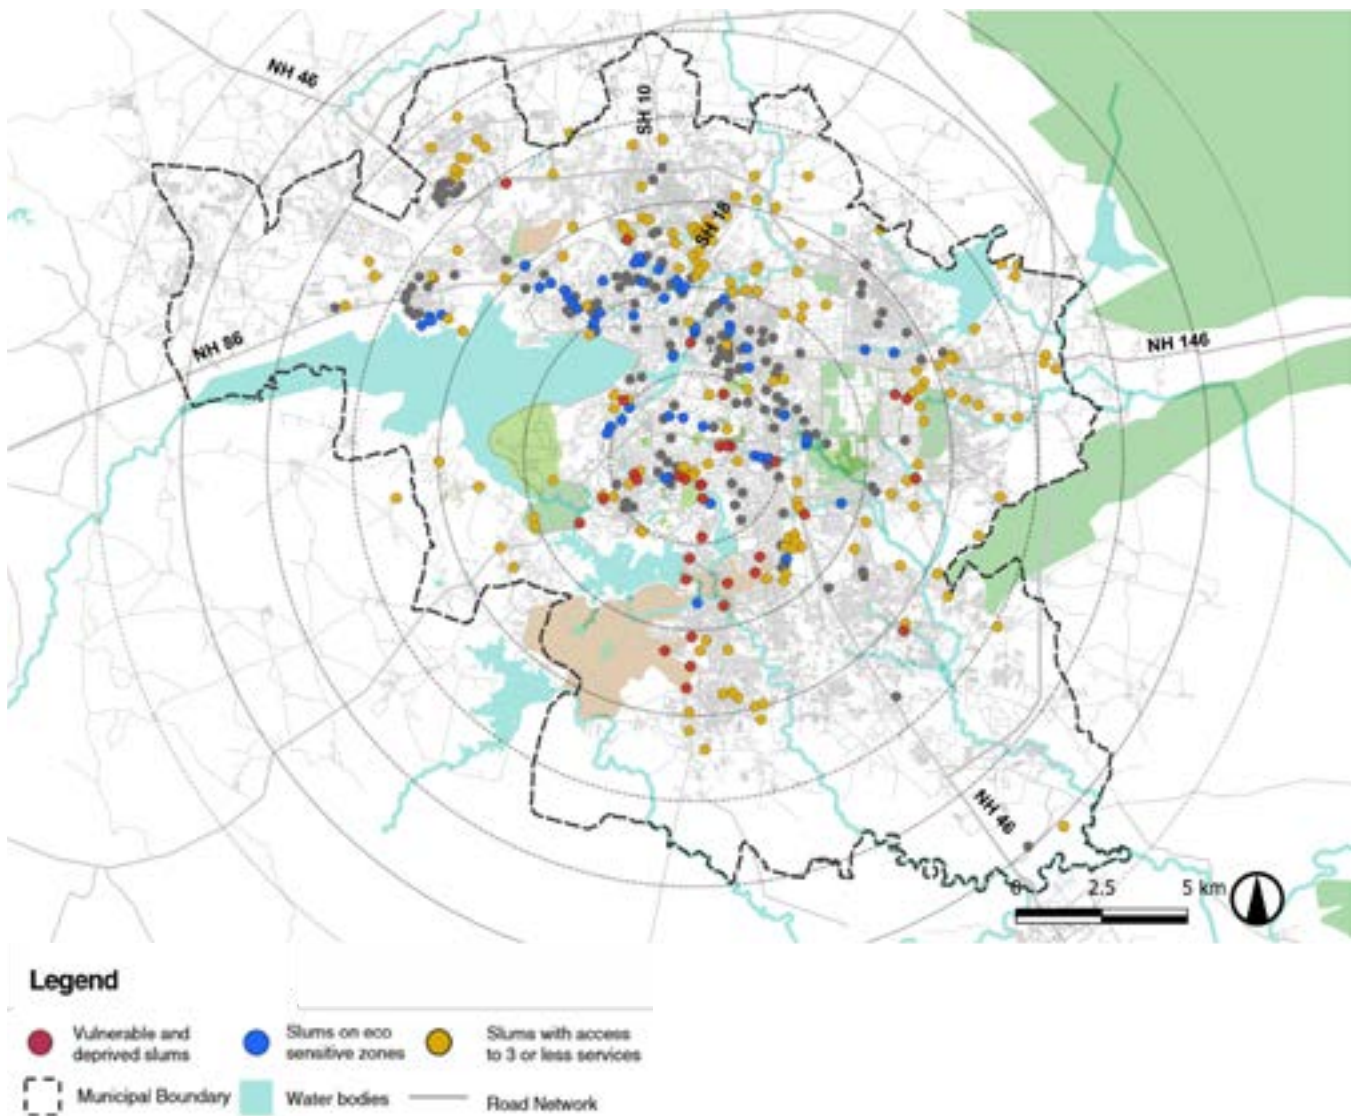 NH 46
SH 10
SH 18
NH 86
NH 146
NH 46
0 2.5 5 km
Legend
Vulnerable and
deprived slums
Slums on eco
sensitive zones
Slums with access
to 3 or less services
Municipal Boundary
Water bodies
Road Network